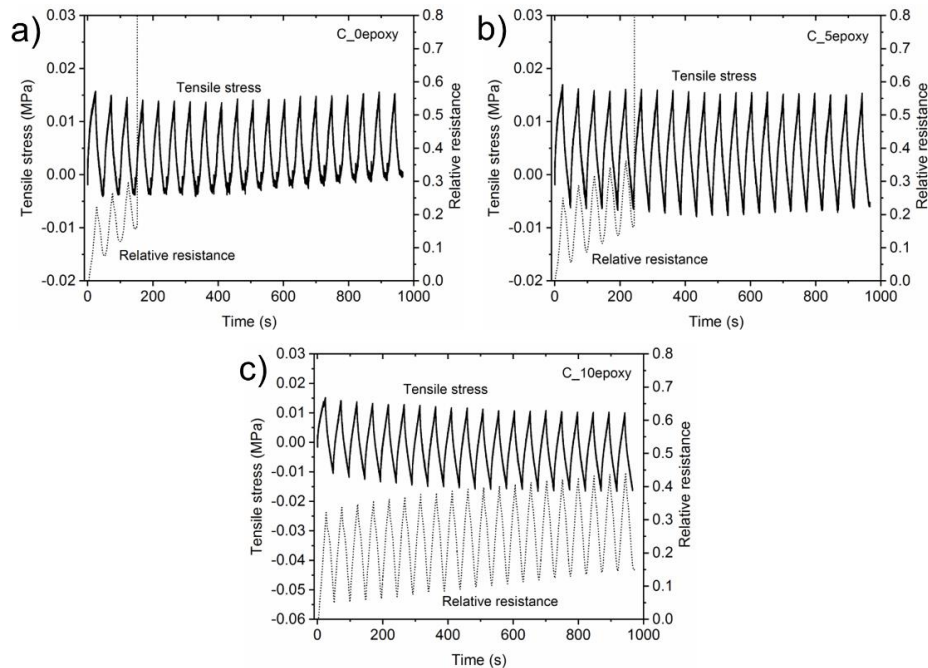 a)
C_0epoxy
Tensile stress
Relative resistance
Tensile stress (MPa)
0.03
0.02
0.01
0.00
-0.01
-0.02
0.8
0.7
0.6
0.5
0.4
0.3
0.2
0.1
0.0
Relative resistance
0 200 400 600 800 1000
Time (s)
b)
C_5epoxy
Tensile stress
Relative resistance
Tensile stress (MPa)
0.03
0.02
0.01
0.00
-0.01
-0.02
0.8
0.7
0.6
0.5
0.4
0.3
0.2
0.1
0.0
Relative resistance
0 200 400 600 800 1000
Time (s)
c)
C_10epoxy
Tensile stress
Relative resistance
Tensile stress (MPa)
0.03
0.02
0.01
0.00
-0.01
-0.02
-0.03
-0.04
-0.05
-0.06
0.8
0.7
0.6
0.5
0.4
0.3
0.2
0.1
0.0
Relative resistance
0 200 400 600 800 1000
Time (s)